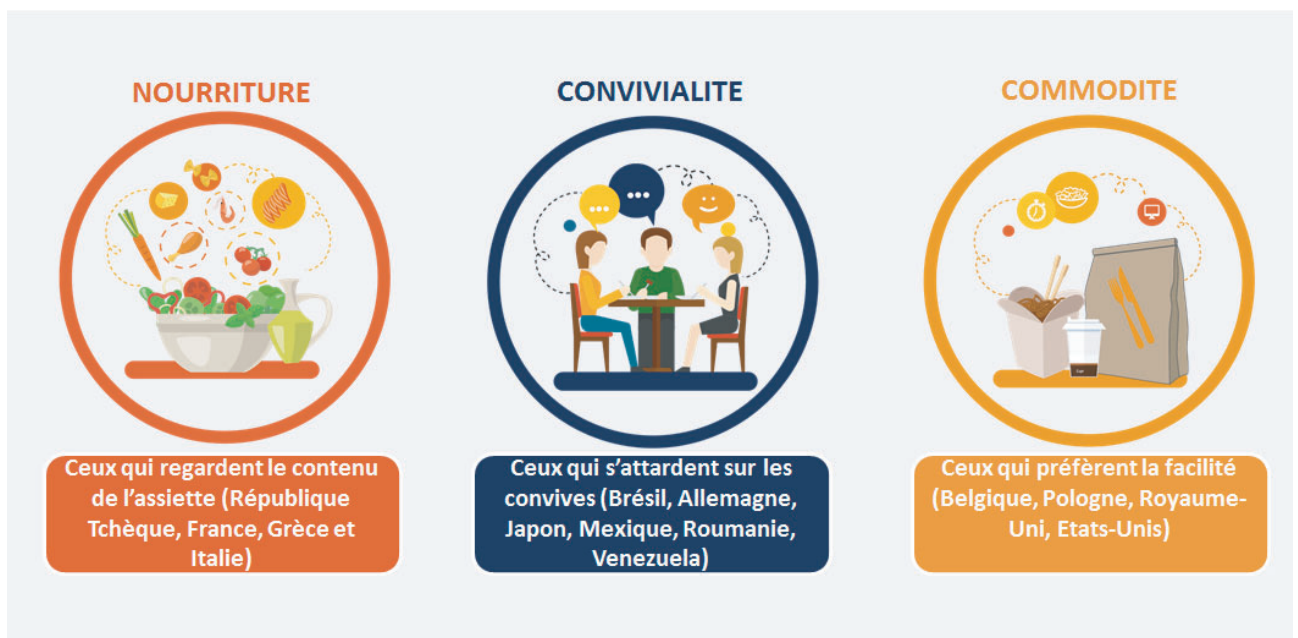 NOURRITURE
Ceux qui regardent le contenu
de l'assiette (République
Tchèque, France, Grèce et
Italie)
CONVIVIALITE
Ceux qui s'attardent sur les
convives (Brésil, Allemagne,
Japon, Mexique, Roumanie,
Venezuela)
COMMODITE
Ceux qui préfèrent la facilité
(Belgique, Pologne, Royaume-
Uni, Etats-Unis)